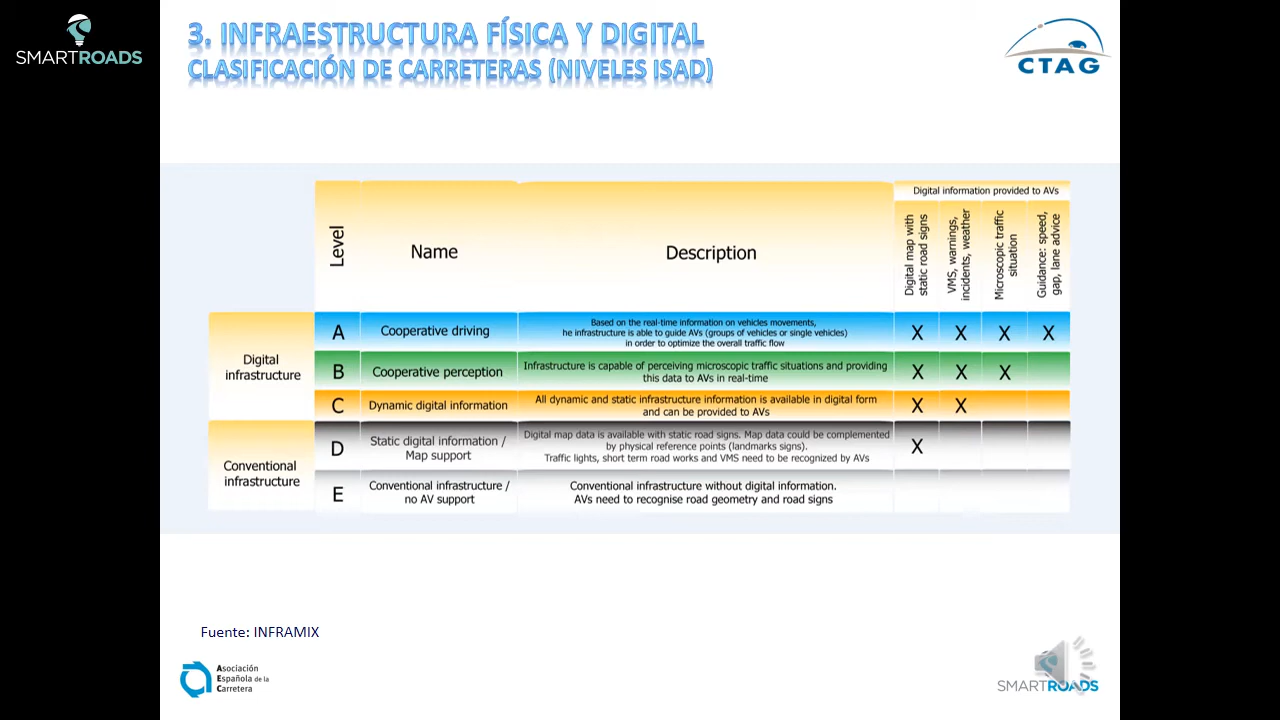 SMARTROADS
3. INFRAESTRUCTURA FÍSICA Y DIGITAL
CLASIFICACIÓN DE CARRETERAS (NIVELES ISAD)
CTAG
Digital information provided to AVs
Level
Name
Description
Digital map with
static road signs
VMS, warnings,
incidents, weather
Microscopic traffic
situation
Guidance: speed,
gap, lane advice
Digital
infrastructure
A
Cooperative driving
Based on the real-time information on vehicles movements,
he infrastructure is able to guide AVs (groups of vehicles or single vehicles)
in order to optimize the overall traffic flow
X X X X
B
Cooperative perception
Infrastructure is capable of perceiving microscopic traffic situations and providing
this data to AVs in real-time
X X X
C
Dynamic digital information
All dynamic and static infrastructure information is available in digital form
and can be provided to AVs
X X
Conventional
infrastructure
D
Static digital information /
Map support
Digital map data is available with static road signs. Map data could be complemented
by physical reference points (landmarks signs).
Traffic lights, short term road works and VMS need to be recognized by AVs
X
E
Conventional infrastructure /
no AV support
Conventional infrastructure without digital information.
AVs need to recognise road geometry and road signs
Fuente: INFRAMIX
Asociación
Española de la
Carretera
SMARTROADS